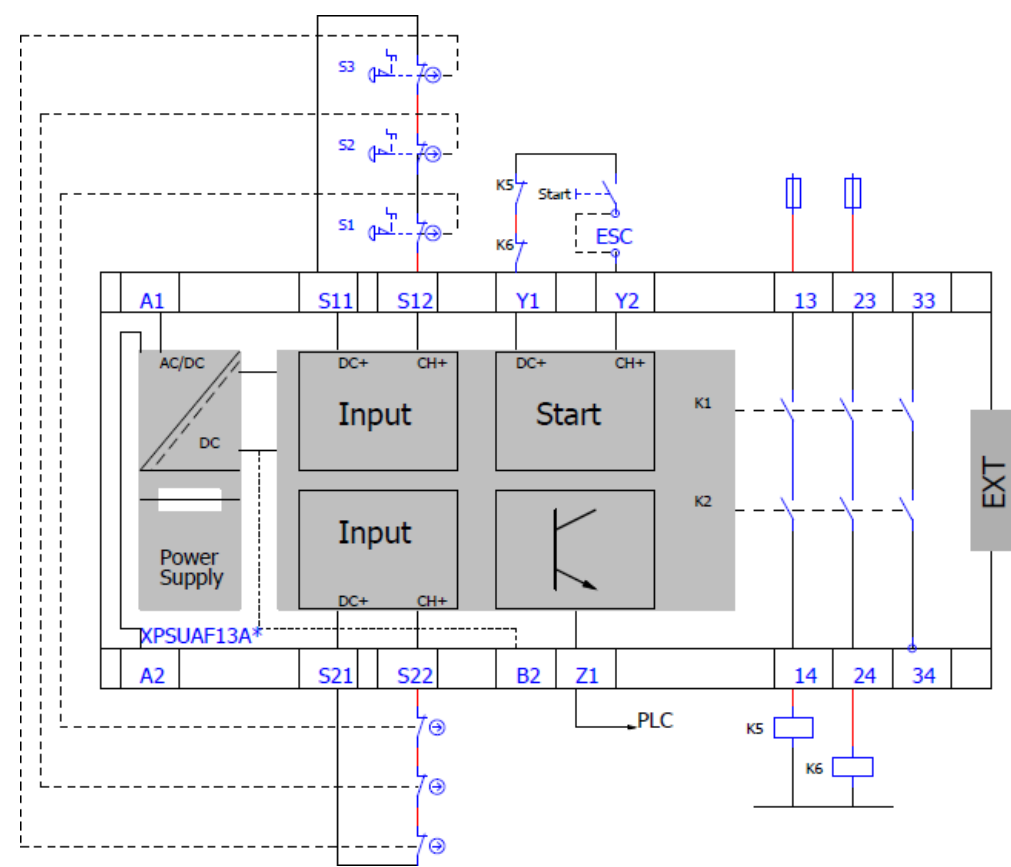 S3
S2
S1
K5
Start
K6
ESC
A1
S11
S12
Y1
Y2
13
23
33
AC/DC
DC+
CH+
DC+
CH+
Input
Start
K1
DC
EXT
K2
Input
Power
Supply
DC+
CH+
XPSUAF13A*
A2
S21
S22
B2
Z1
14
24
34
PLC
K5
K6